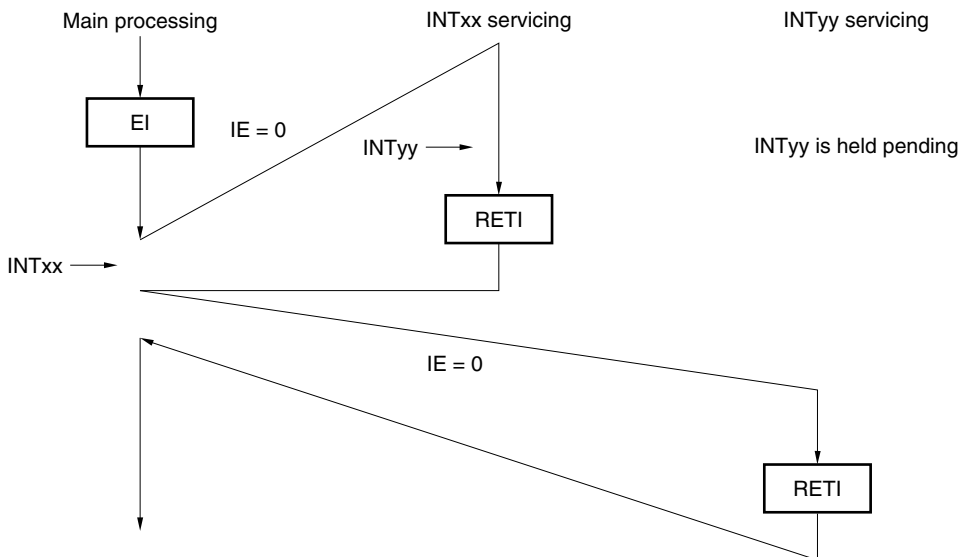 Main processing
INTxx servicing
INTyy servicing
EI
IE = 0
INTyy
INTyy is held pending
RETI
INTxx
IE = 0
RETI